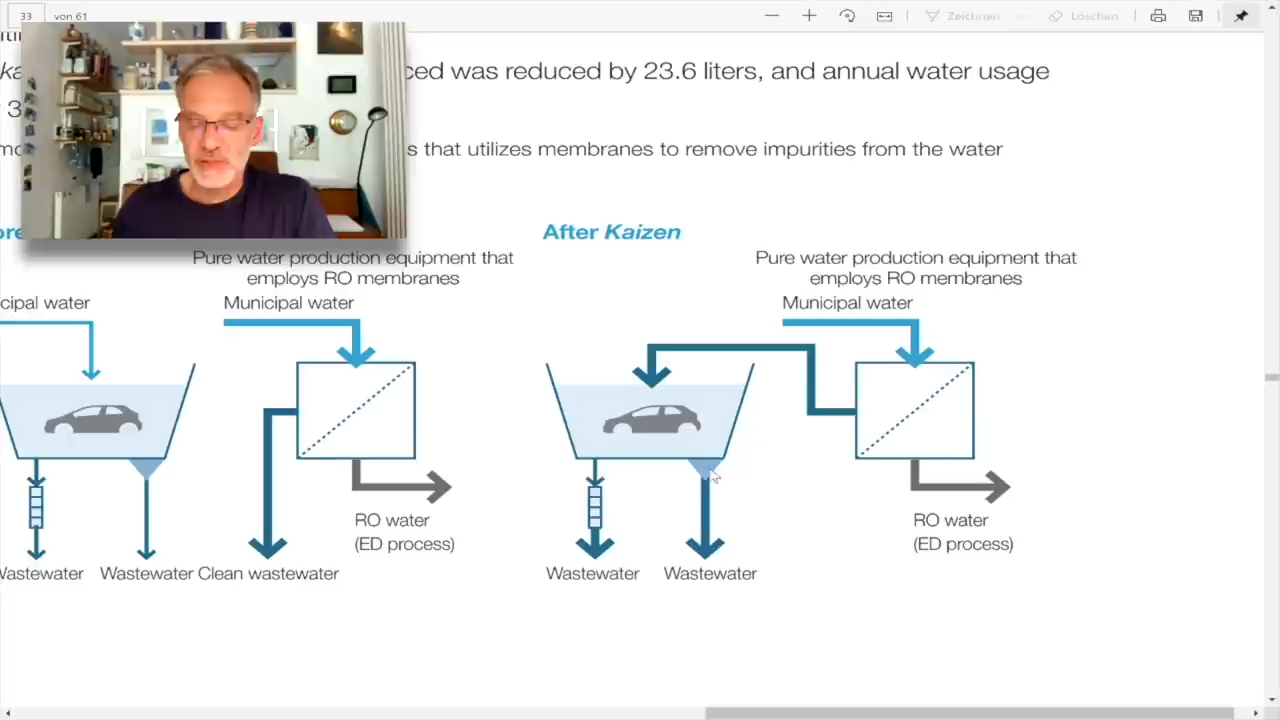 33 von 61
Zeichnen
Löschen
was reduced by 23.6 liters, and annual water usage
3
s that utilizes membranes to remove impurities from the water
After Kaizen
Pure water production equipment that
employs RO membranes
Pure water production equipment that
employs RO membranes
cipal water
Municipal water
Municipal water
RO water
(ED process)
RO water
(ED process)
Wastewater
Wastewater
Clean wastewater
Wastewater
Wastewater